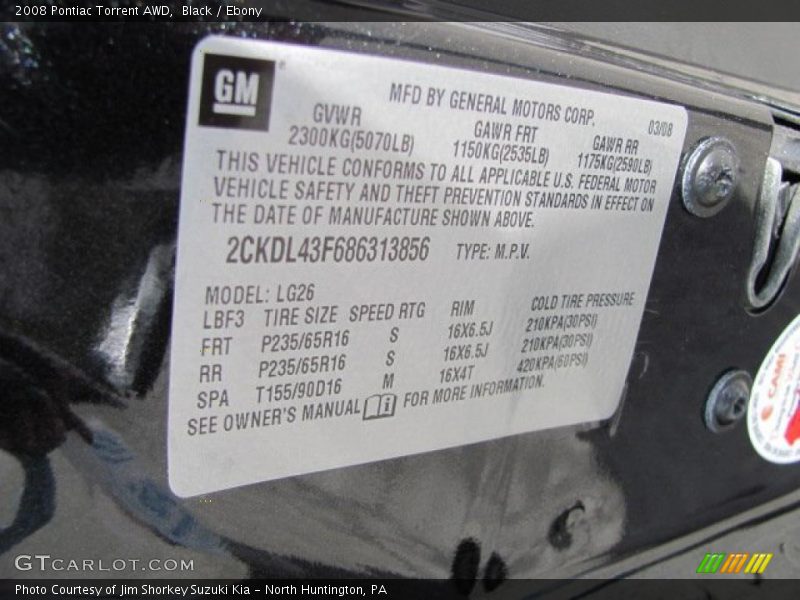 2008 Pontiac Torrent AWD, Black / Ebony
GM
MFD BY GENERAL MOTORS CORP. 03/08
GVWR GAWR FRT GAWR RR
2300KG(5070LB) 1150KG(2535LB) 1175KG(2590LB)
THIS VEHICLE CONFORMS TO ALL APPLICABLE U.S. FEDERAL MOTOR
VEHICLE SAFETY AND THEFT PREVENTION STANDARDS IN EFFECT ON
THE DATE OF MANUFACTURE SHOWN ABOVE.
2CKDL43F686313856 TYPE: M.P.V.
MODEL: LG26
LBF3 TIRE SIZE SPEED RTG RIM COLD TIRE PRESSURE
FRT P235/65R16 S 16X6.5J 210KPA(30PSI)
RR P235/65R16 S 16X6.5J 210KPA(30PSI)
SPA T155/90D16 M 16X4T 420KPA(60PSI)
SEE OWNER'S MANUAL FOR MORE INFORMATION.
CAMI
GTCARLOT.COM
Photo Courtesy of Jim Shorkey Suzuki Kia – North Huntington, PA